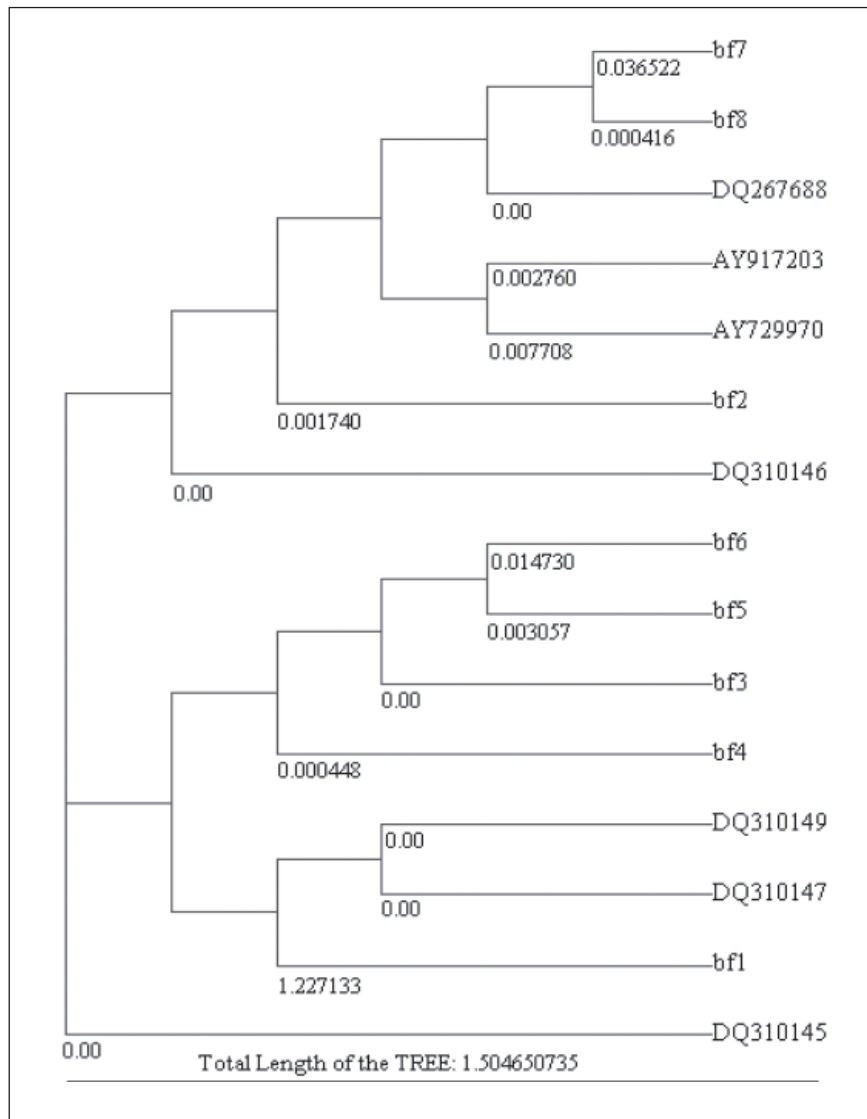 bf7
0.036522
bf8
0.000416
DQ267688
0.00
AY917203
0.002760
AY729970
0.007708
bf2
0.001740
DQ310146
0.00
bf6
0.014730
bf5
0.003057
bf3
0.00
bf4
0.000448
DQ310149
0.00
DQ310147
0.00
bf1
1.227133
DQ310145
0.00
Total Length of the TREE: 1.504650735